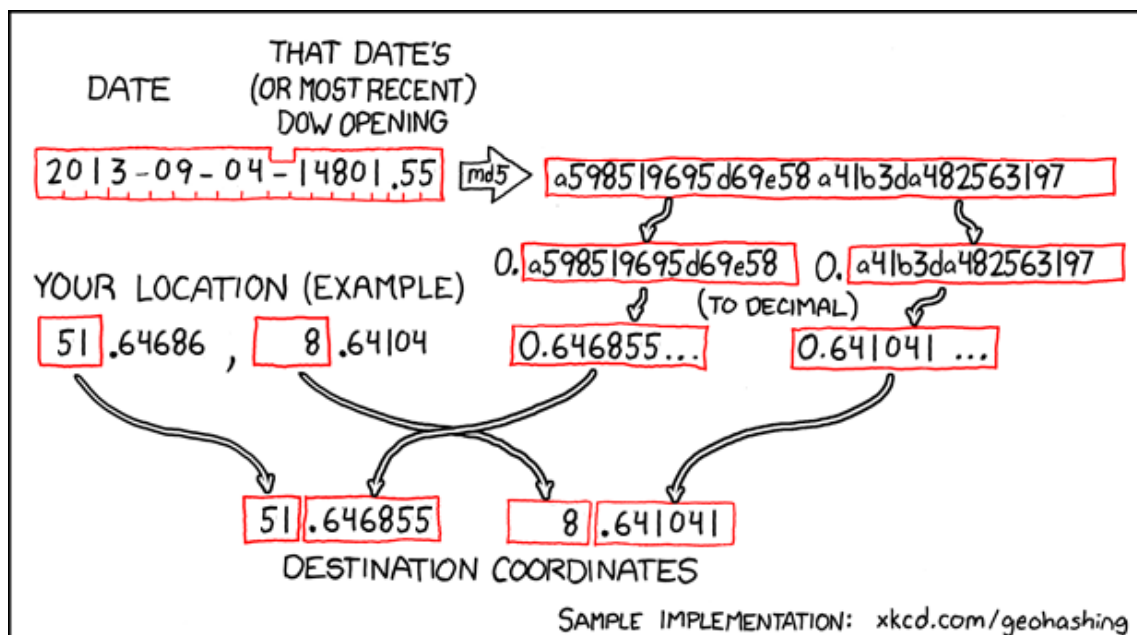 DATE
THAT DATE'S
(OR MOST RECENT)
DOW OPENING
2013-09-04-14801.55
md5
a598519695d69e58 a41b3da482563197
0. a598519695d69e58
0. a41b3da482563197
(TO DECIMAL)
YOUR LOCATION (EXAMPLE)
51 .64686 , 8 .64104
0.646855...
0.641041 ...
51 .646855
8 .641041
DESTINATION COORDINATES
SAMPLE IMPLEMENTATION: xkcd.com/geohashing